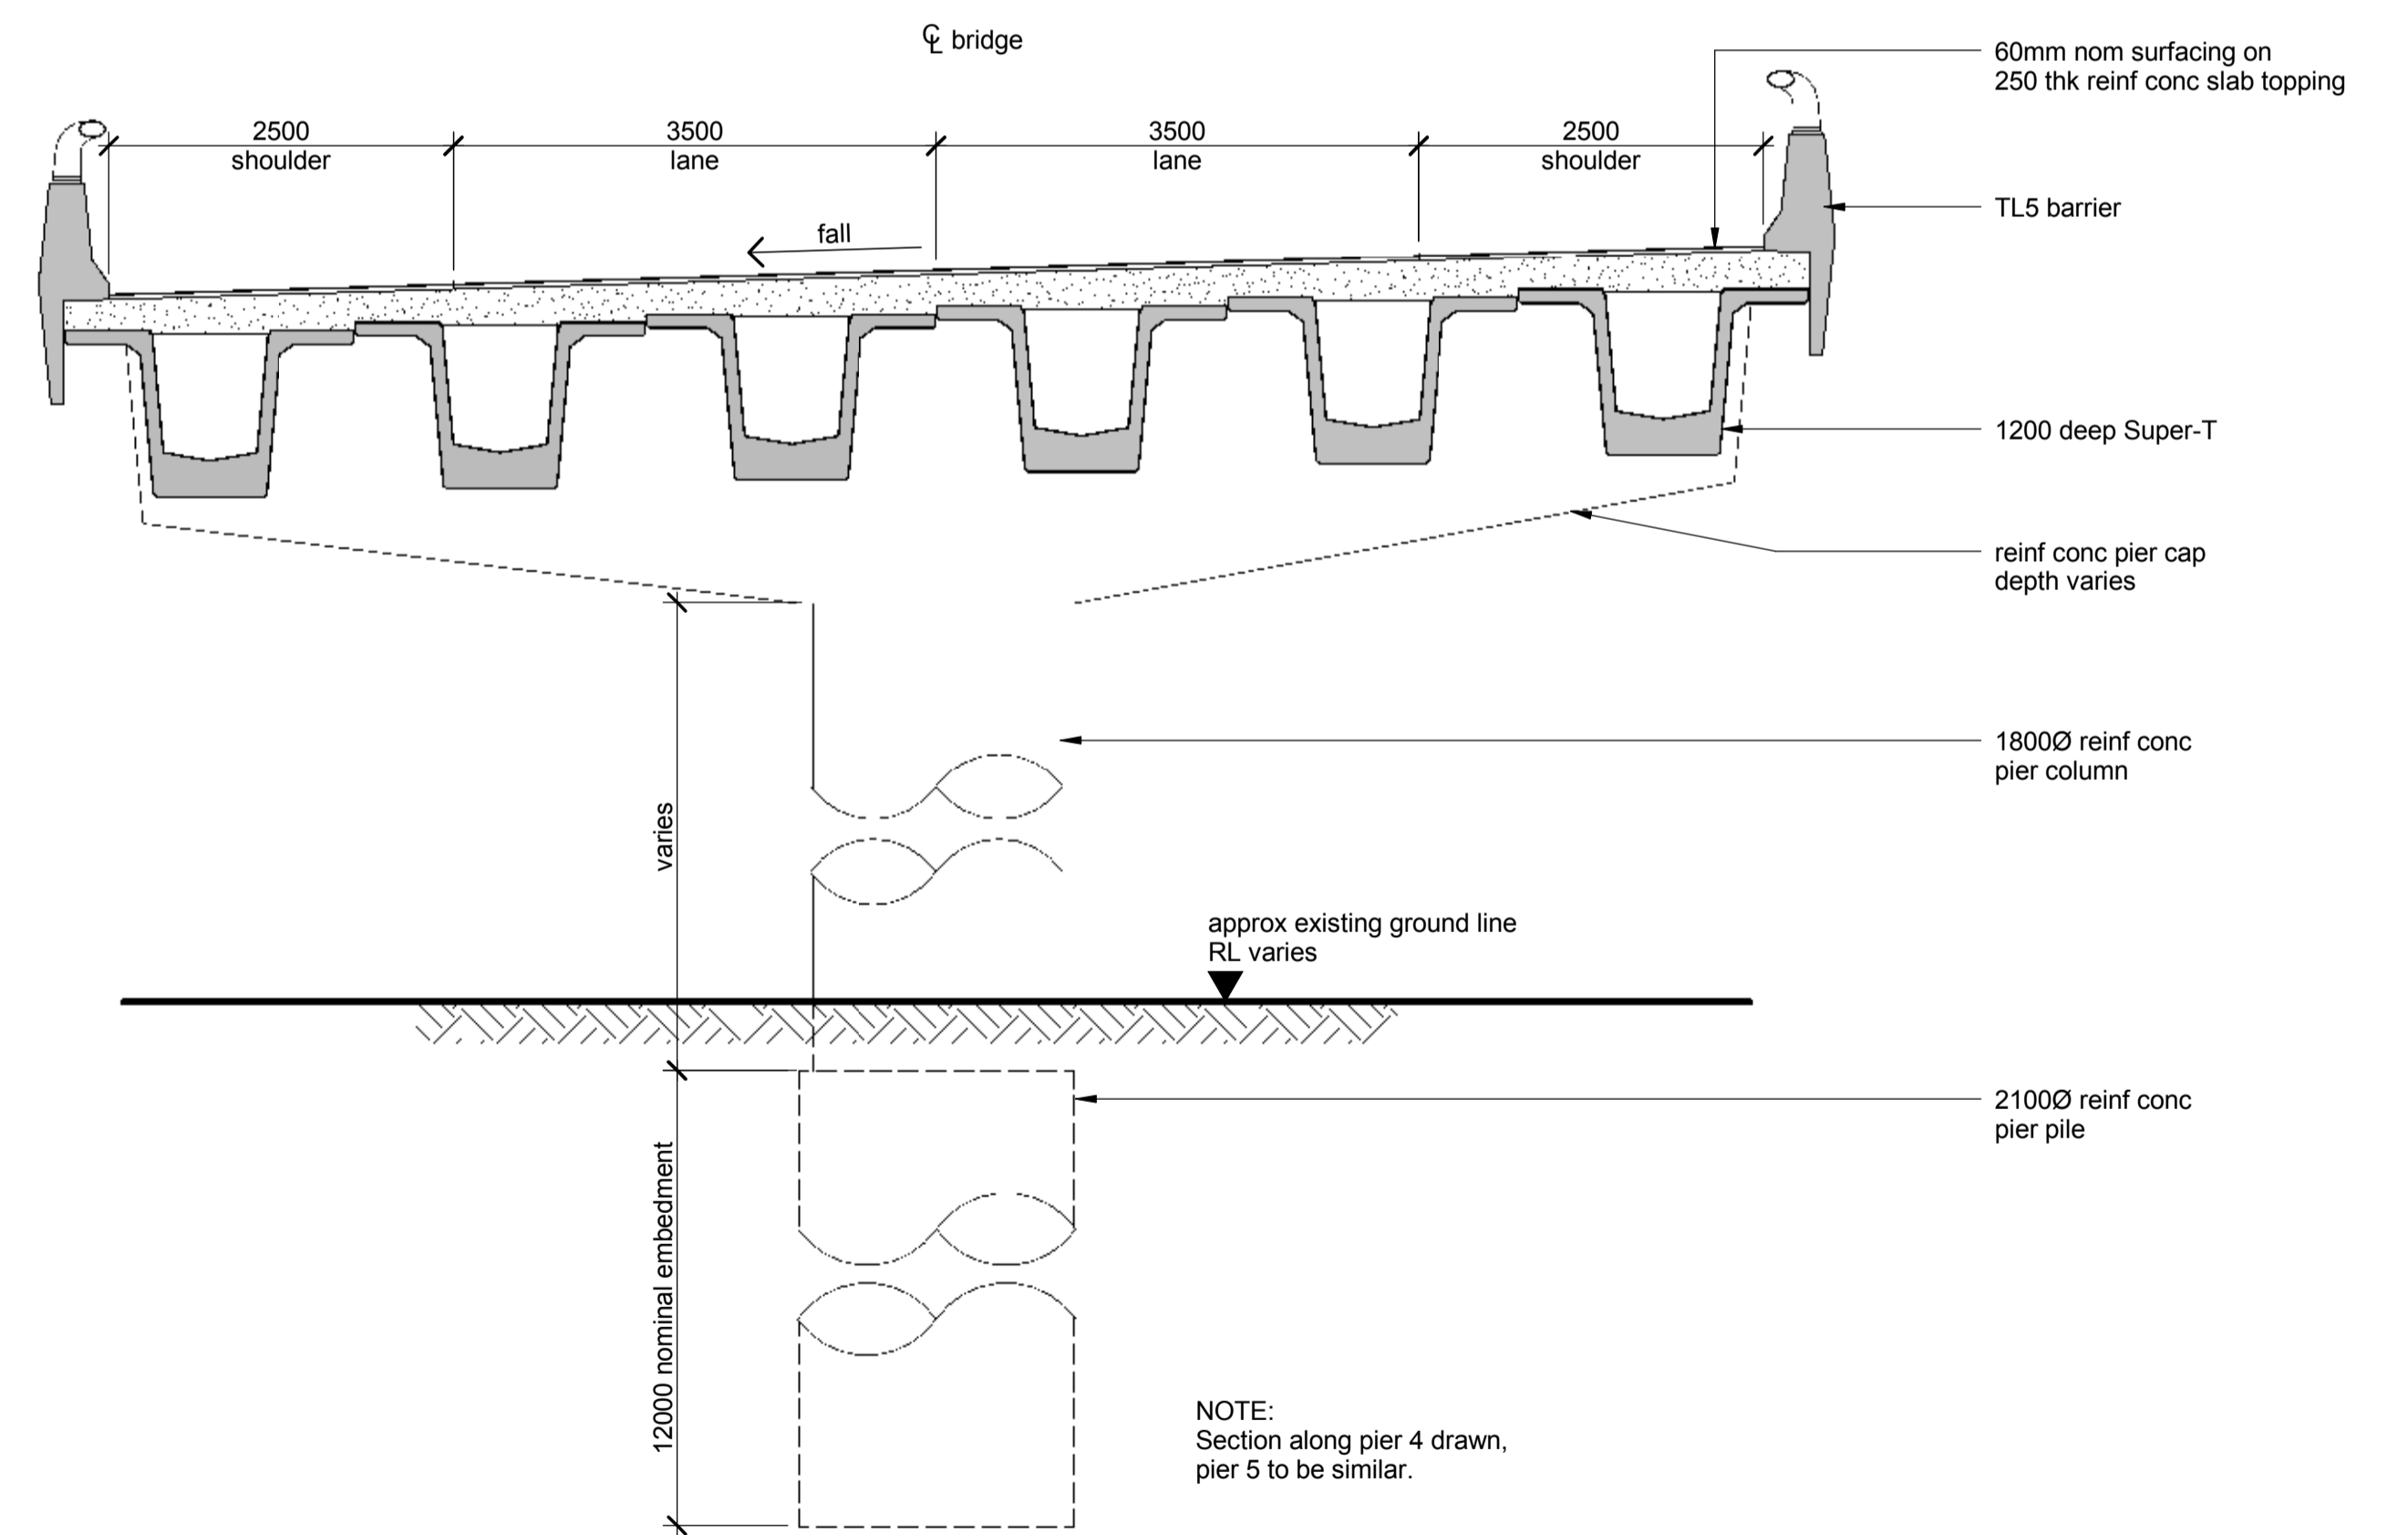 ℄ bridge
60mm nom surfacing on
250 thk reinf conc slab topping
2500
shoulder
3500
lane
3500
lane
2500
shoulder
TL5 barrier
fall
1200 deep Super-T
reinf conc pier cap
depth varies
1800Ø reinf conc
pier column
varies
approx existing ground line
RL varies
2100Ø reinf conc
pier pile
12000 nominal embedment
NOTE:
Section along pier 4 drawn,
pier 5 to be similar.